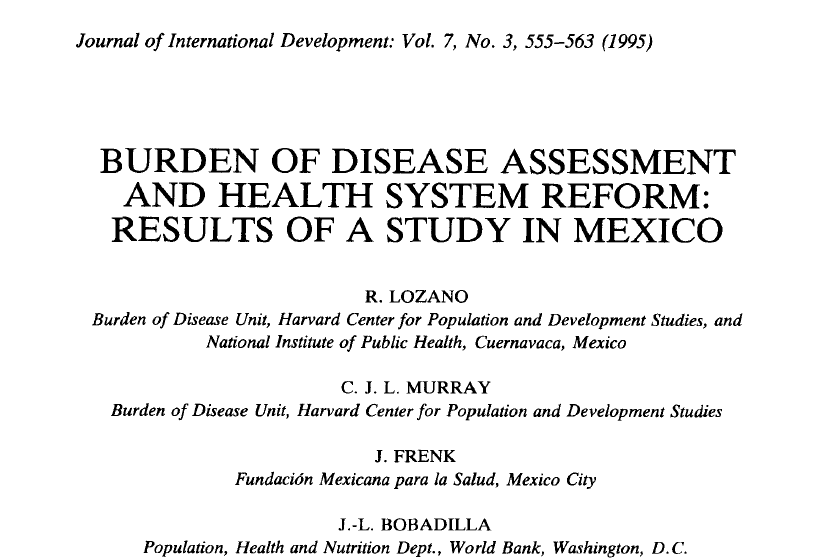 Journal of International Development: Vol. 7, No. 3, 555–563 (1995)
BURDEN OF DISEASE ASSESSMENT
AND HEALTH SYSTEM REFORM:
RESULTS OF A STUDY IN MEXICO
R. LOZANO
Burden of Disease Unit, Harvard Center for Population and Development Studies, and
National Institute of Public Health, Cuernavaca, Mexico
C. J. L. MURRAY
Burden of Disease Unit, Harvard Center for Population and Development Studies
J. FRENK
Fundación Mexicana para la Salud, Mexico City
J.-L. BOBADILLA
Population, Health and Nutrition Dept., World Bank, Washington, D.C.